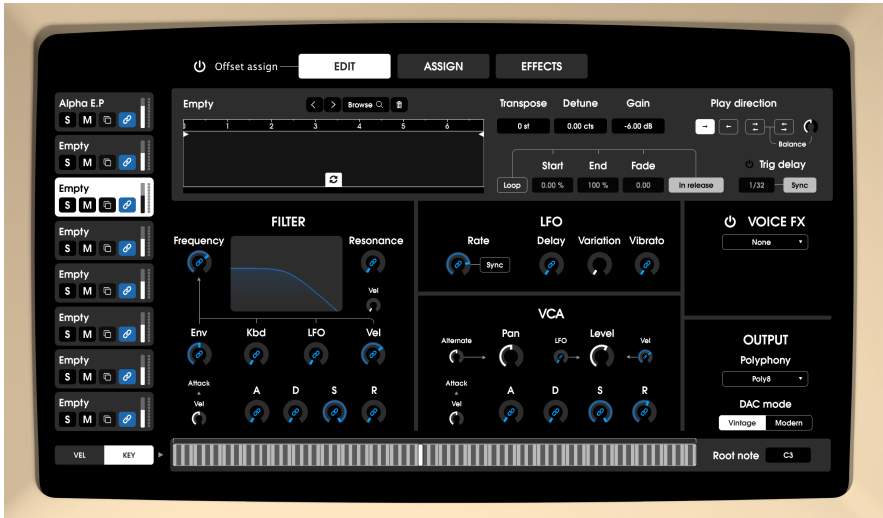 Offset assign
EDIT
ASSIGN
EFFECTS
Alpha E.P
S M
Empty
S M
Empty
S M
Empty
S M
Empty
S M
Empty
S M
Empty
S M
Empty
S M
VEL KEY
Empty
Browse
1 2 3 4 5 6
Transpose Detune Gain
0 st 0.00 cts -6.00 dB
Start End Fade
Loop 0.00 % 100 % 0.00 In release
Play direction
Balance
Trig delay
1/32 Sync
FILTER
Frequency Resonance
Vel
Env Kbd LFO Vel
Attack
Vel
A D S R
LFO
Rate Delay Variation Vibrato
Sync
VCA
Alternate Pan LFO Level Vel
Attack
Vel
A D S R
VOICE FX
None
OUTPUT
Polyphony
Poly8
DAC mode
Vintage Modern
Root note C3